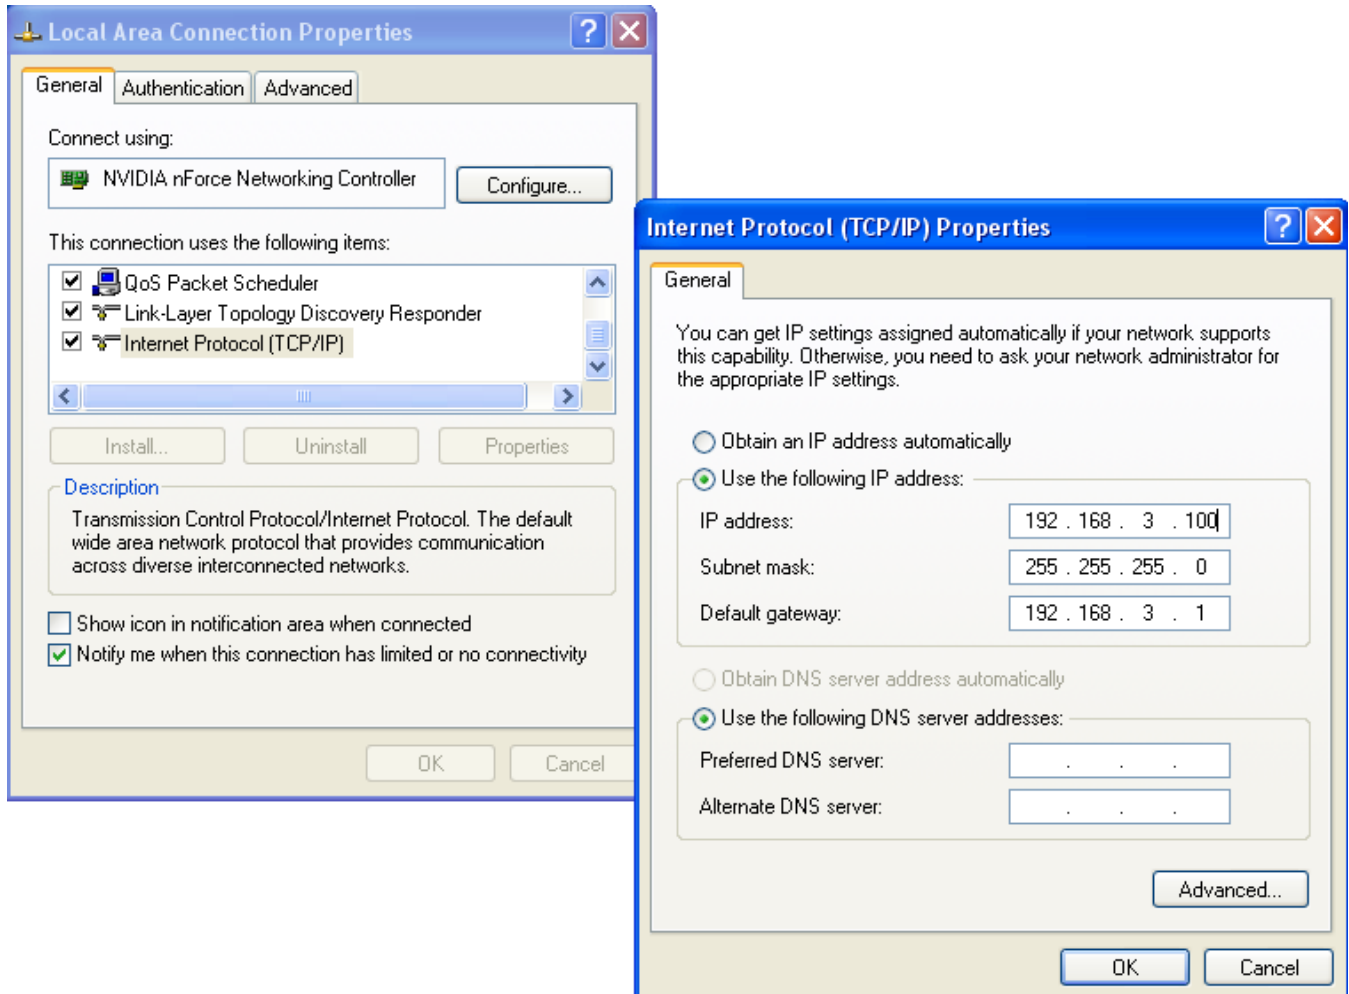 Local Area Connection Properties
General
Authentication
Advanced
Connect using:
NVIDIA nForce Networking Controller
Configure...
This connection uses the following items:
QoS Packet Scheduler
Link-Layer Topology Discovery Responder
Internet Protocol (TCP/IP)
Install...
Uninstall
Properties
Description
Transmission Control Protocol/Internet Protocol. The default
wide area network protocol that provides communication
across diverse interconnected networks.
Show icon in notification area when connected
Notify me when this connection has limited or no connectivity
OK
Cancel
Internet Protocol (TCP/IP) Properties
General
You can get IP settings assigned automatically if your network supports
this capability. Otherwise, you need to ask your network administrator for
the appropriate IP settings.
Obtain an IP address automatically
Use the following IP address:
IP address:
192 . 168 . 3 . 100
Subnet mask:
255 . 255 . 255 . 0
Default gateway:
192 . 168 . 3 . 1
Obtain DNS server address automatically
Use the following DNS server addresses:
Preferred DNS server:
. . .
Alternate DNS server:
. . .
Advanced...
OK
Cancel